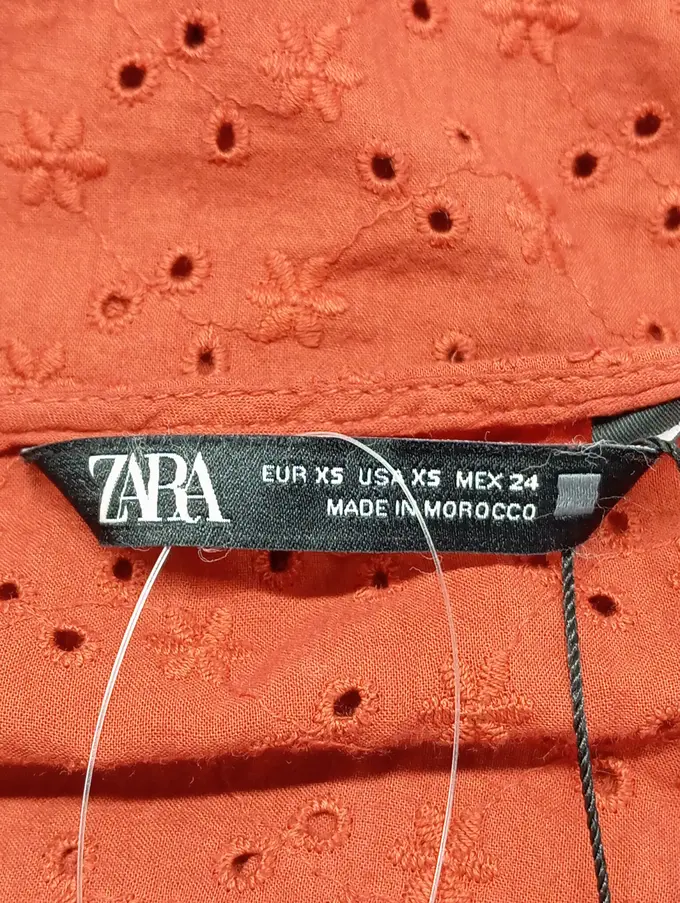 ZARA
EUR XS USA XS MEX 24
MADE IN MOROCCO